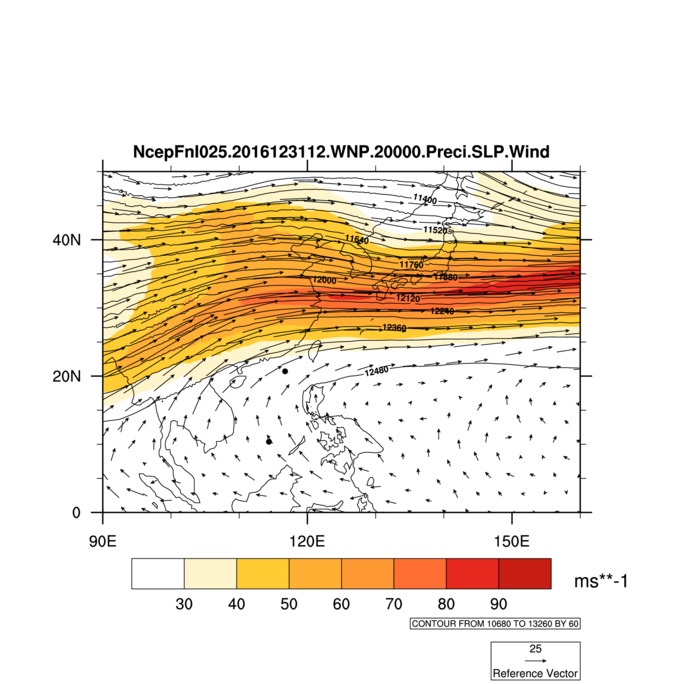 NcepFnl025.2016123112.WNP.20000.Preci.SLP.Wind
11400
11520
40N
11640
11760
11880
12000
12120
12240
12360
20N
12480
0
90E 120E 150E
ms**-1
30 40 50 60 70 80 90
CONTOUR FROM 10680 TO 13260 BY 60
25
Reference Vector